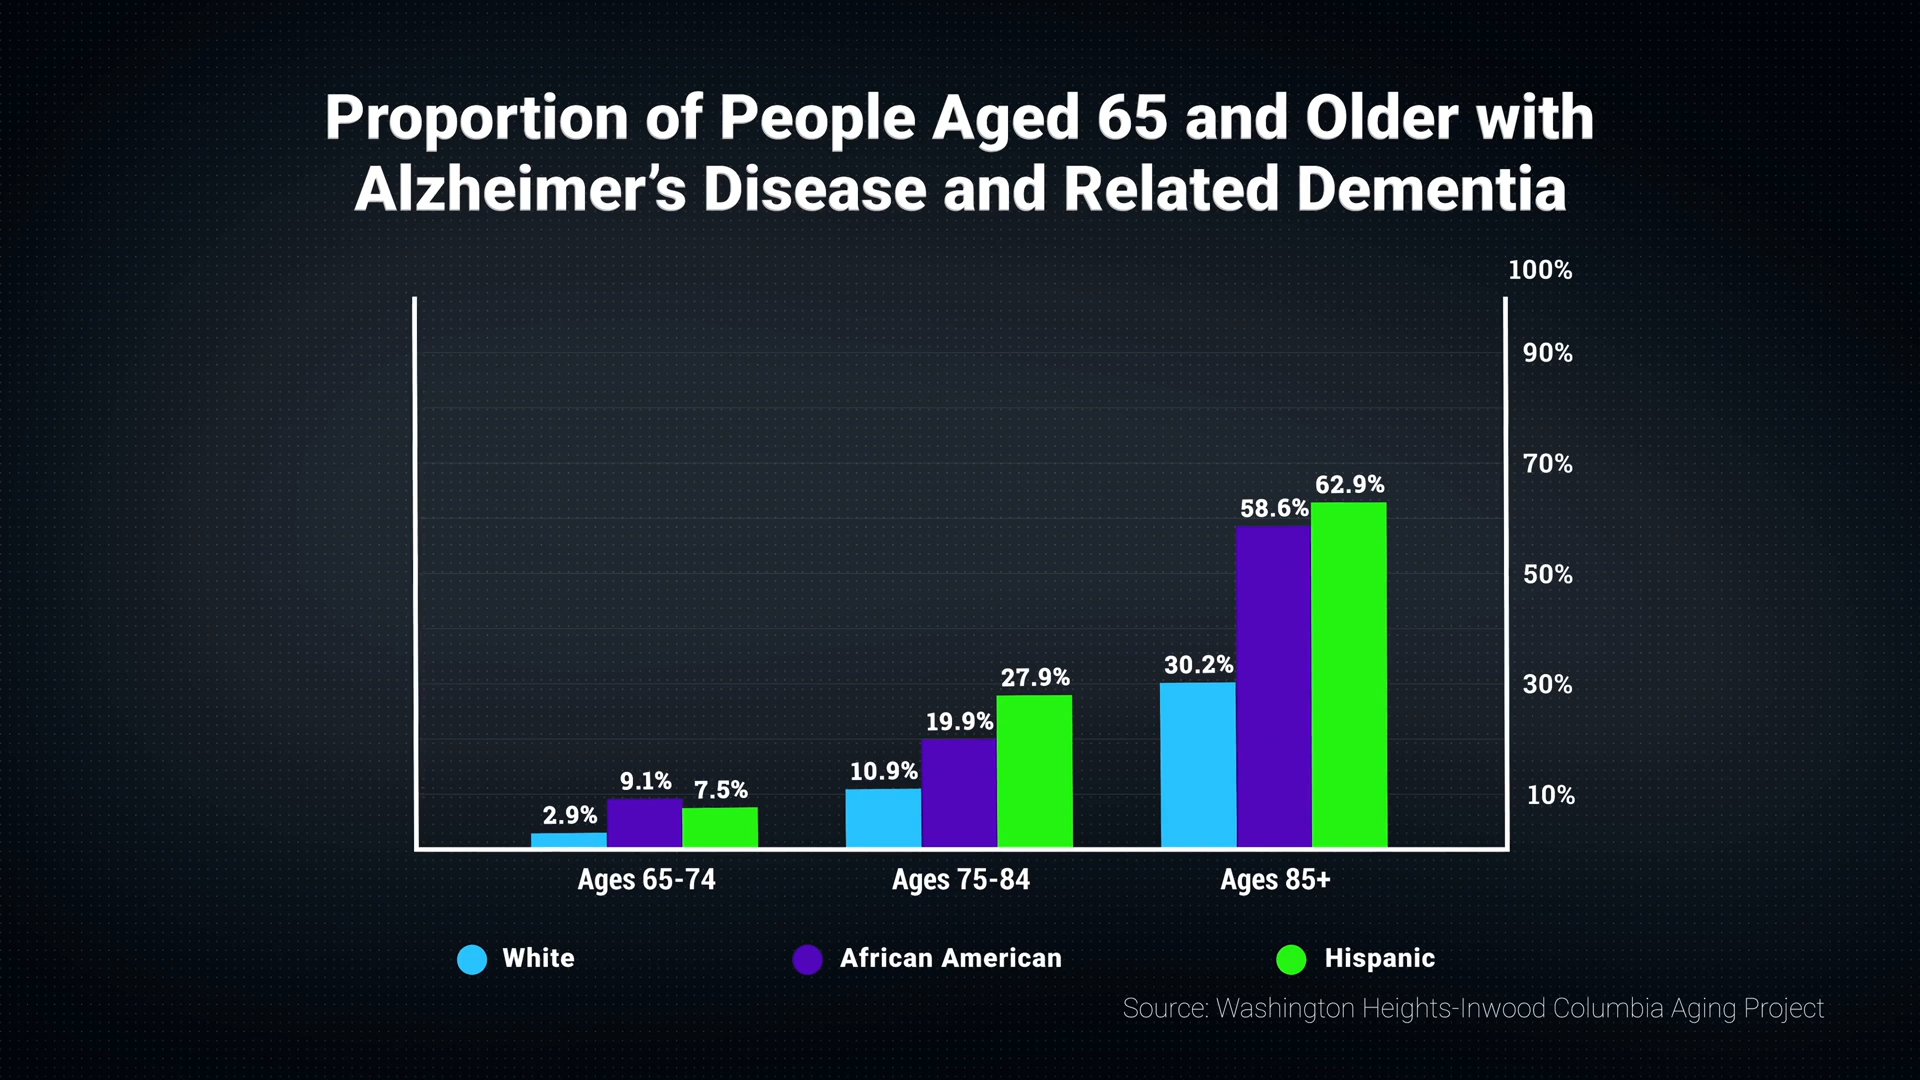 Proportion of People Aged 65 and Older with
Alzheimer’s Disease and Related Dementia
100%
90%
70%
50%
30%
10%
2.9%
9.1%
7.5%
10.9%
19.9%
27.9%
30.2%
58.6%
62.9%
Ages 65-74
Ages 75-84
Ages 85+
White
African American
Hispanic
Source: Washington Heights-Inwood Columbia Aging Project